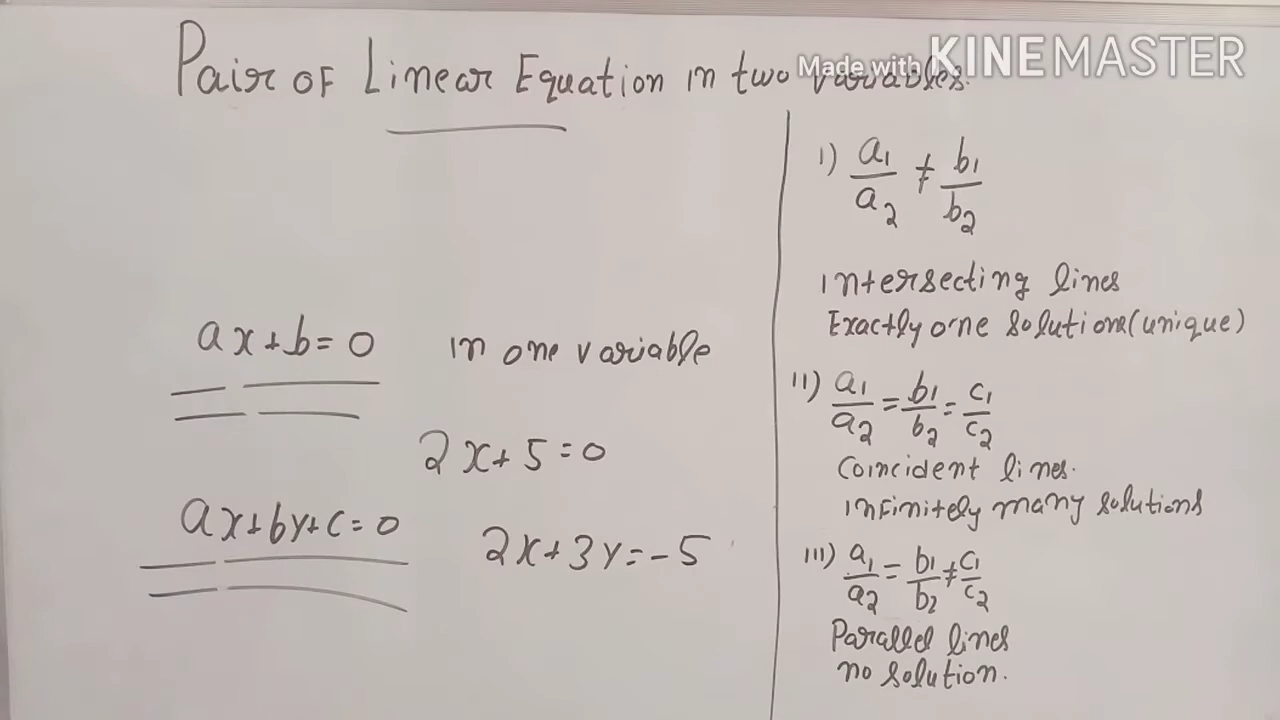 Pair of Linear Equation in two variables.
Made with KINEMASTER
ax+b=0 in one variable
2x+5=0
ax+by+c=0 2x+3y=-5
i) a1/a2 ≠ b1/b2
intersecting lines
Exactly one solution (unique)
ii) a1/a2 = b1/b2 = c1/c2
Coincident lines.
infinitely many solutions
iii) a1/a2 = b1/b2 ≠ c1/c2
Parallel lines
no solution.